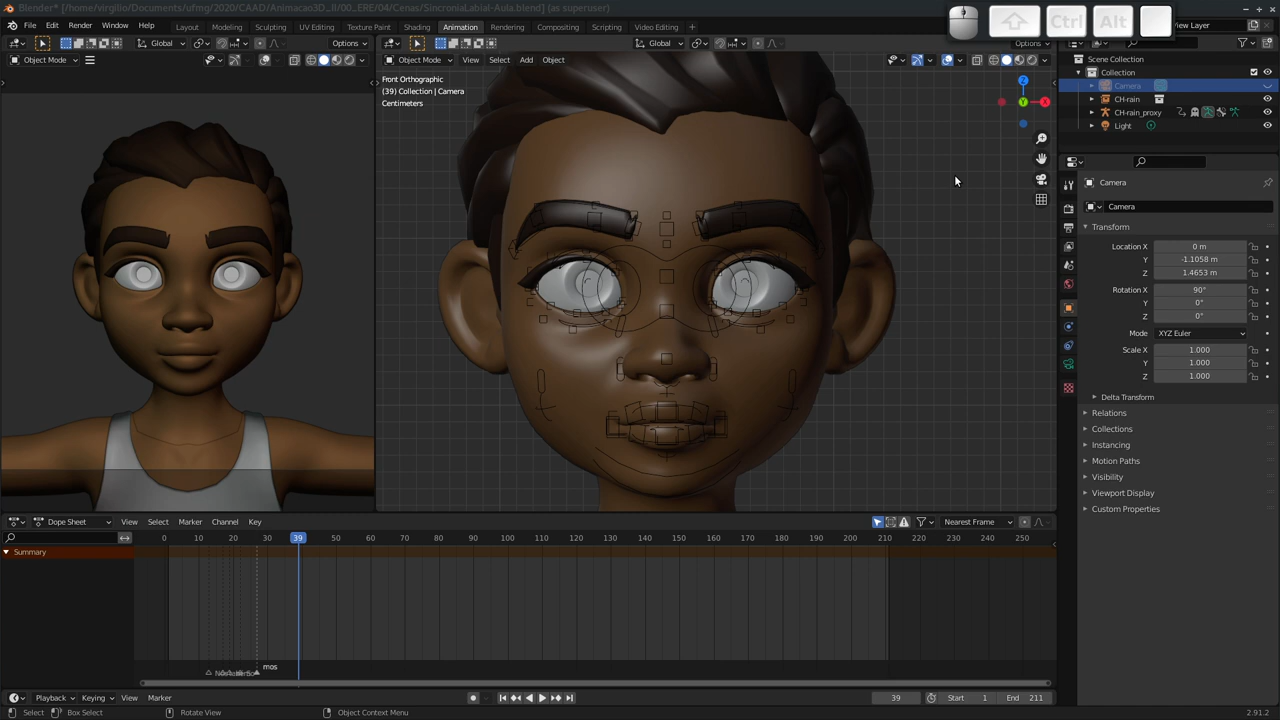 Blender* [/home/virgilio/Documents/ufmg/2020/CAAD/Animacao3D_II/00_ERE/04/Cenas/SincroniaLabial-Aula.blend] (as superuser)
File Edit Render Window Help Layout Modeling Sculpting UV Editing Texture Paint Shading Animation Rendering Compositing Scripting Video Editing + View Layer
Ctrl Alt
Global Options Global Options
Object Mode Object Mode View Select Add Object
Scene Collection
Collection
Camera
CH-rain
CH-rain_proxy
Light
Front Orthographic
(39) Collection | Camera
Centimeters
Z
Y
X
Camera
Camera
Transform
Location X 0 m
Y -1.1058 m
Z 1.4653 m
Rotation X 90°
Y 0°
Z 0°
Mode XYZ Euler
Scale X 1.000
Y 1.000
Z 1.000
Delta Transform
Relations
Collections
Instancing
Motion Paths
Visibility
Viewport Display
Custom Properties
Dope Sheet View Select Marker Channel Key Nearest Frame
0 10 20 30 39 50 60 70 80 90 100 110 120 130 140 150 160 170 180 190 200 210 220 230 240 250
Summary
mos
Playback Keying View Marker 39 Start 1 End 211
Select Box Select Rotate View Object Context Menu 2.91.2